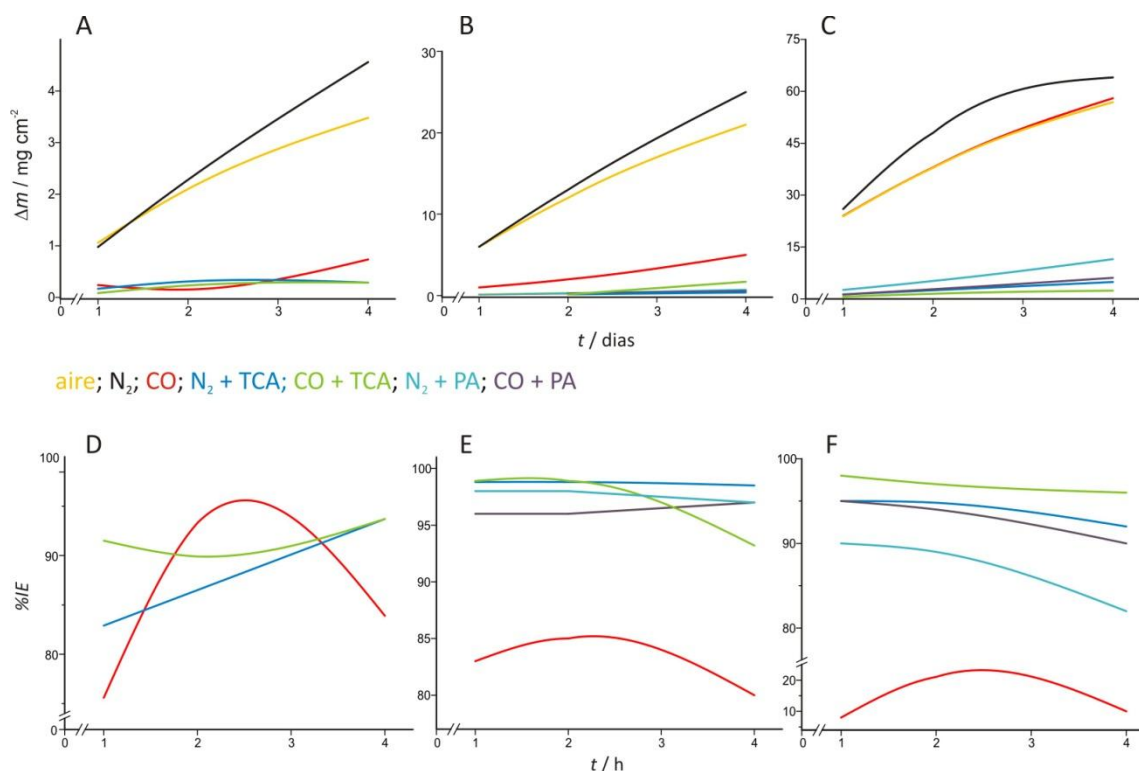 A B C
5 30 75
4 60
3 20 45
2 30
10
1 15
0 0 0
Δm / mg cm⁻²
0 1 2 3 4 0 1 2 3 4 0 1 2 3 4
t / dias
aire; N₂; CO; N₂ + TCA; CO + TCA; N₂ + PA; CO + PA
D E F
100 100 100
95
90 90 90
85
80 80 80
20
10
0 0 0
%IE
0 1 2 3 4 0 1 2 3 4 0 1 2 3 4
t / h